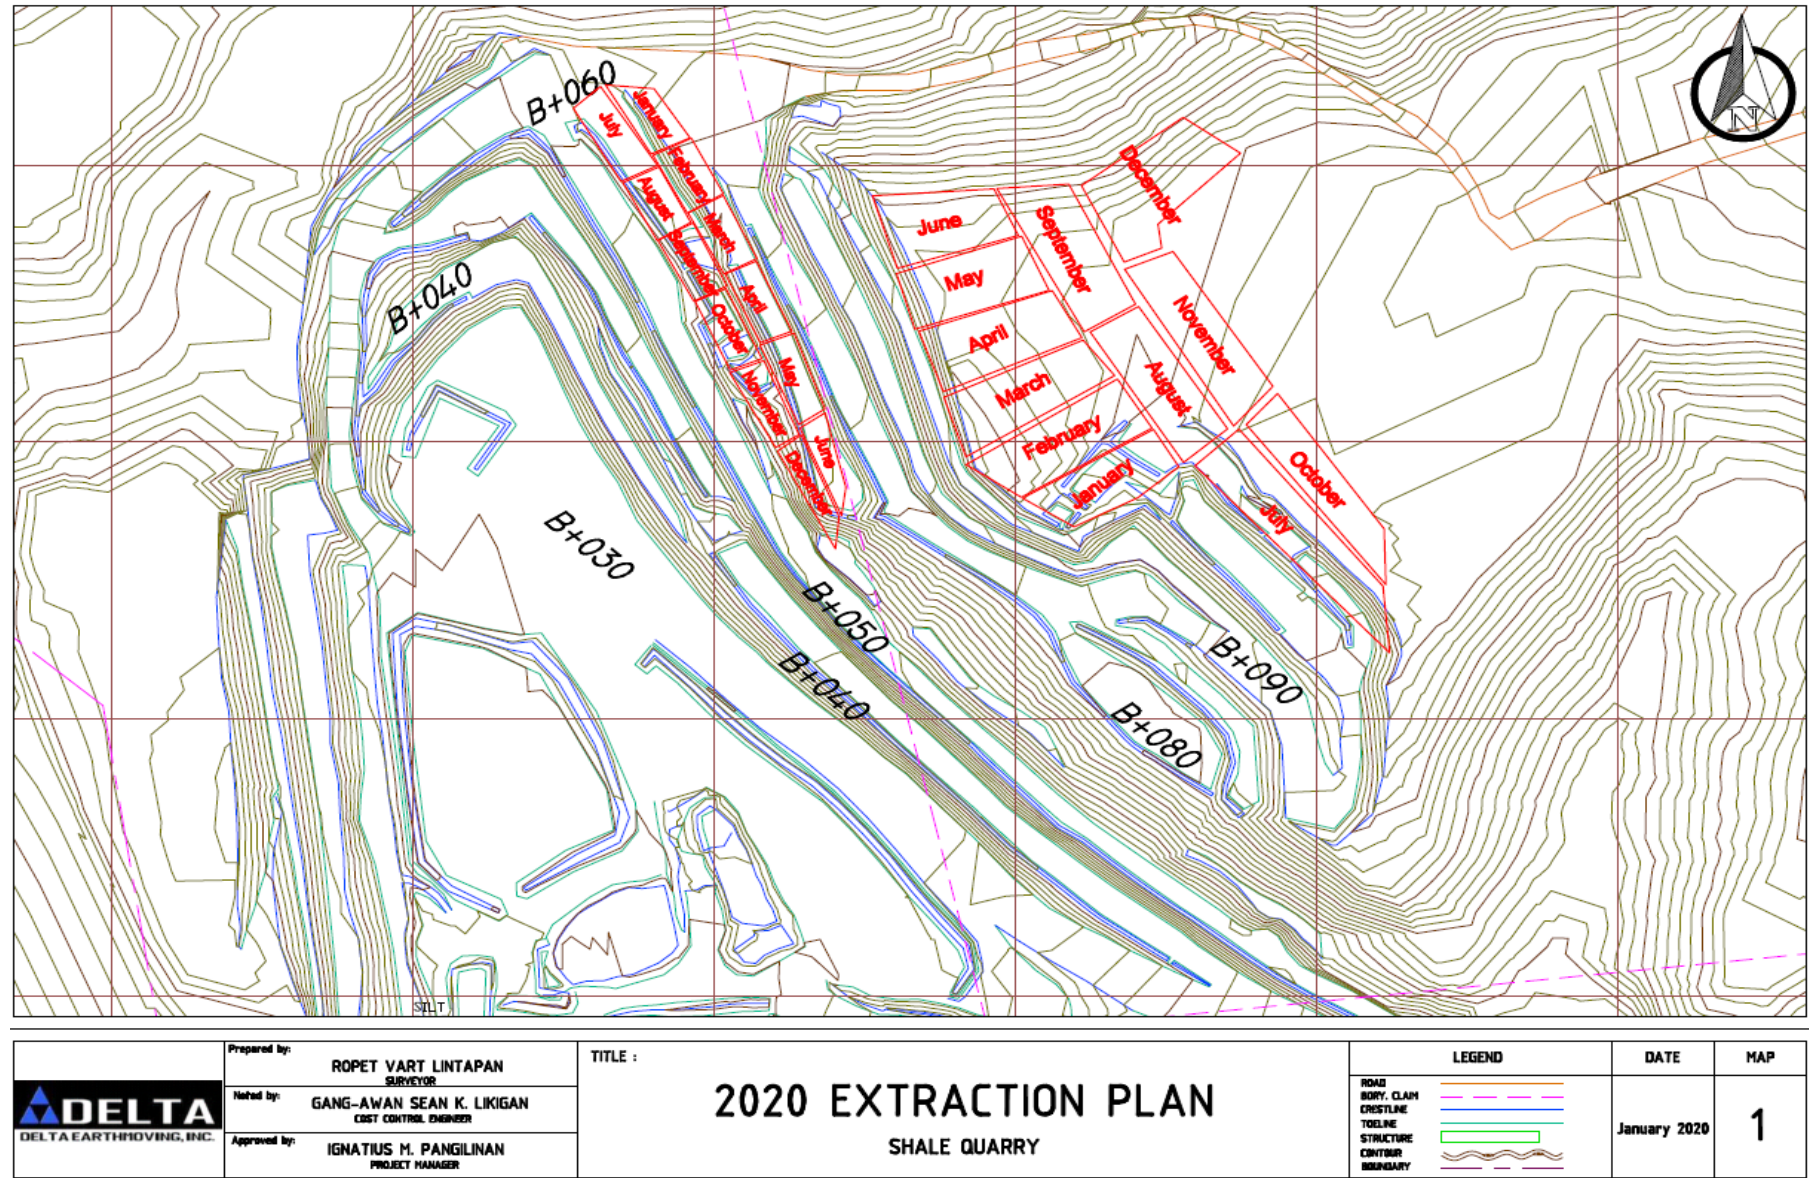 B+060
January
July
February
August
March
September
April
October
May
November
June
December
B+040
December
June
September
May
November
April
August
March
February
January
October
July
B+030
B+050
B+040
B+090
B+080
SILT
N
Prepared by:
ROPET VART LINTAPAN
SURVEYOR
Noted by:
GANG-AWAN SEAN K. LIKIGAN
COST CONTROL ENGINEER
Approved by:
IGNATIUS M. PANGILINAN
PROJECT MANAGER
DELTA
DELTA EARTHMOVING, INC.
TITLE :
2020 EXTRACTION PLAN
SHALE QUARRY
LEGEND
ROAD
BDRY. CLAIM
CRESTLINE
TOELINE
STRUCTURE
CONTOUR
BOUNDARY
DATE
January 2020
MAP
1